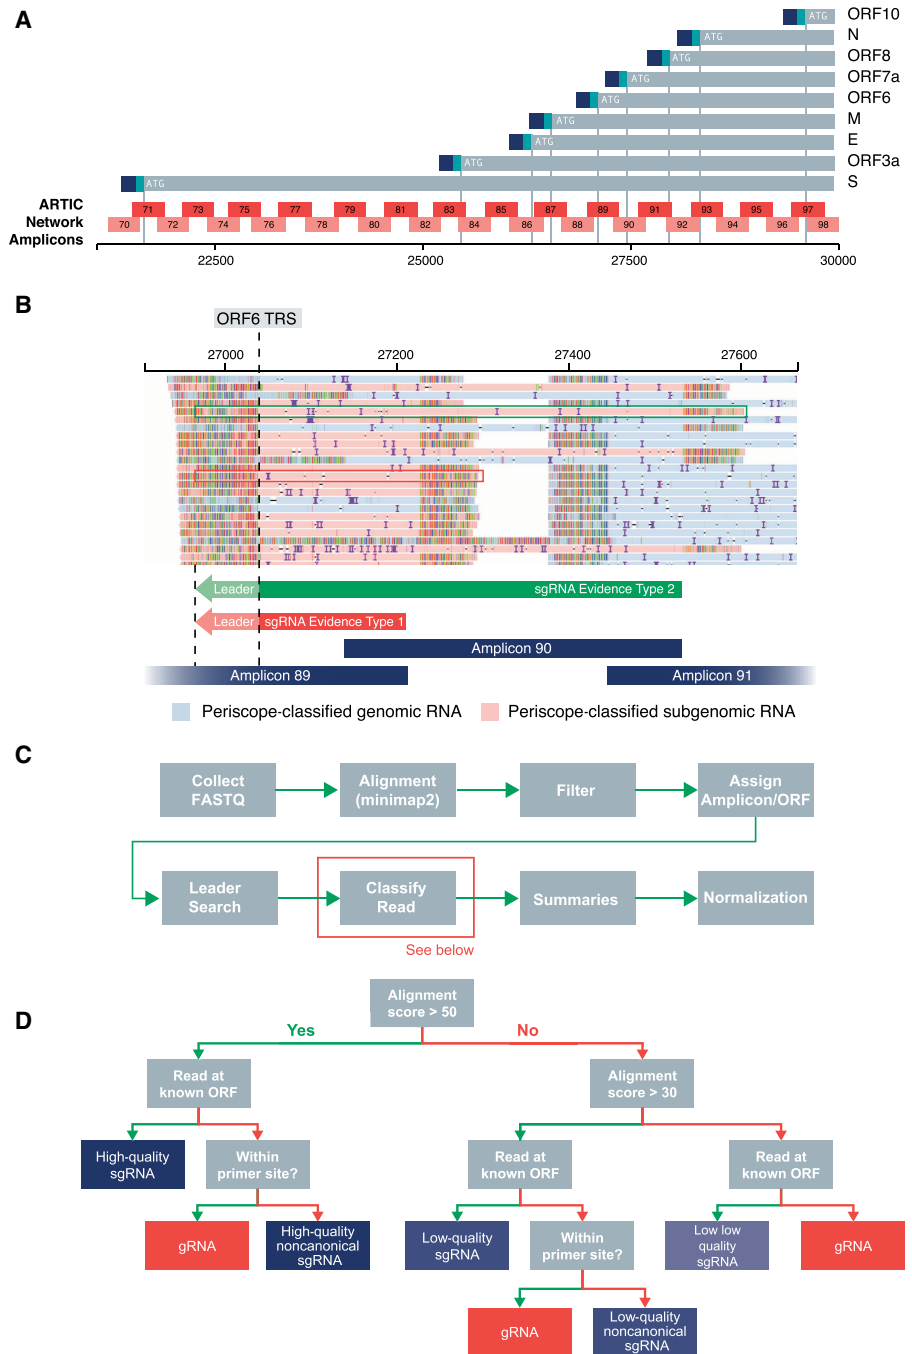 A
ORF10
ATG
N
ATG
ORF8
ATG
ORF7a
ATG
ORF6
ATG
M
ATG
E
ATG
ORF3a
ATG
S
ATG
ARTIC
Network
Amplicons
71 73 75 77 79 81 83 85 87 89 91 93 95 97
70 72 74 76 78 80 82 84 86 88 90 92 94 96 98
22500 25000 27500 30000
B
ORF6 TRS
27000 27200 27400 27600
Leader sgRNA Evidence Type 2
Leader sgRNA Evidence Type 1
Amplicon 90
Amplicon 89 Amplicon 91
Periscope-classified genomic RNA Periscope-classified subgenomic RNA
C
Collect
FASTQ
Alignment
(minimap2)
Filter
Assign
Amplicon/ORF
Leader
Search
Classify
Read
Summaries
Normalization
See below
D
Alignment
score > 50
Yes No
Read at
known ORF
Alignment
score > 30
High-quality
sgRNA
Within
primer site?
Read at
known ORF
Read at
known ORF
gRNA
High-quality
noncanonical
sgRNA
Low-quality
sgRNA
Within
primer site?
Low low
quality
sgRNA
gRNA
gRNA
Low-quality
noncanonical
sgRNA